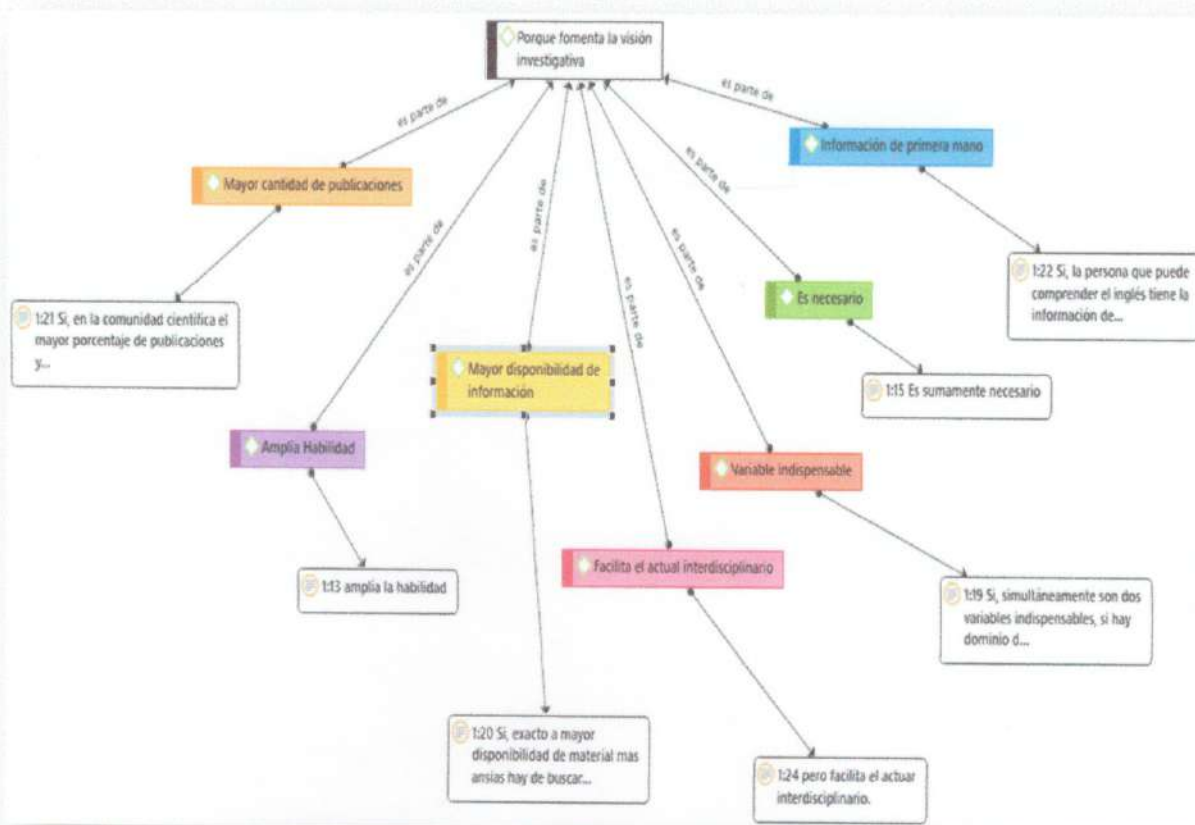 Porque fomenta la visión
investigativa
es parte de
es parte de
es parte de
es parte de
es parte de
es parte de
es parte de
Información de primera mano
Mayor cantidad de publicaciones
1:22 Si, la persona que puede
comprender el inglés tiene la
información de...
Es necesario
1:21 Si, en la comunidad científica el
mayor porcentaje de publicaciones
y...
Mayor disponibilidad de
información
1:15 Es sumamente necesario
Amplia Habilidad
Variable indispensable
Facilita el actual interdisciplinario
1:13 amplia la habilidad
1:19 Si, simultáneamente son dos
variables indispensables, si hay
dominio d...
1:20 Si, exacto a mayor
disponibilidad de material mas
ansias hay de buscar...
1:24 pero facilita el actuar
interdisciplinario.